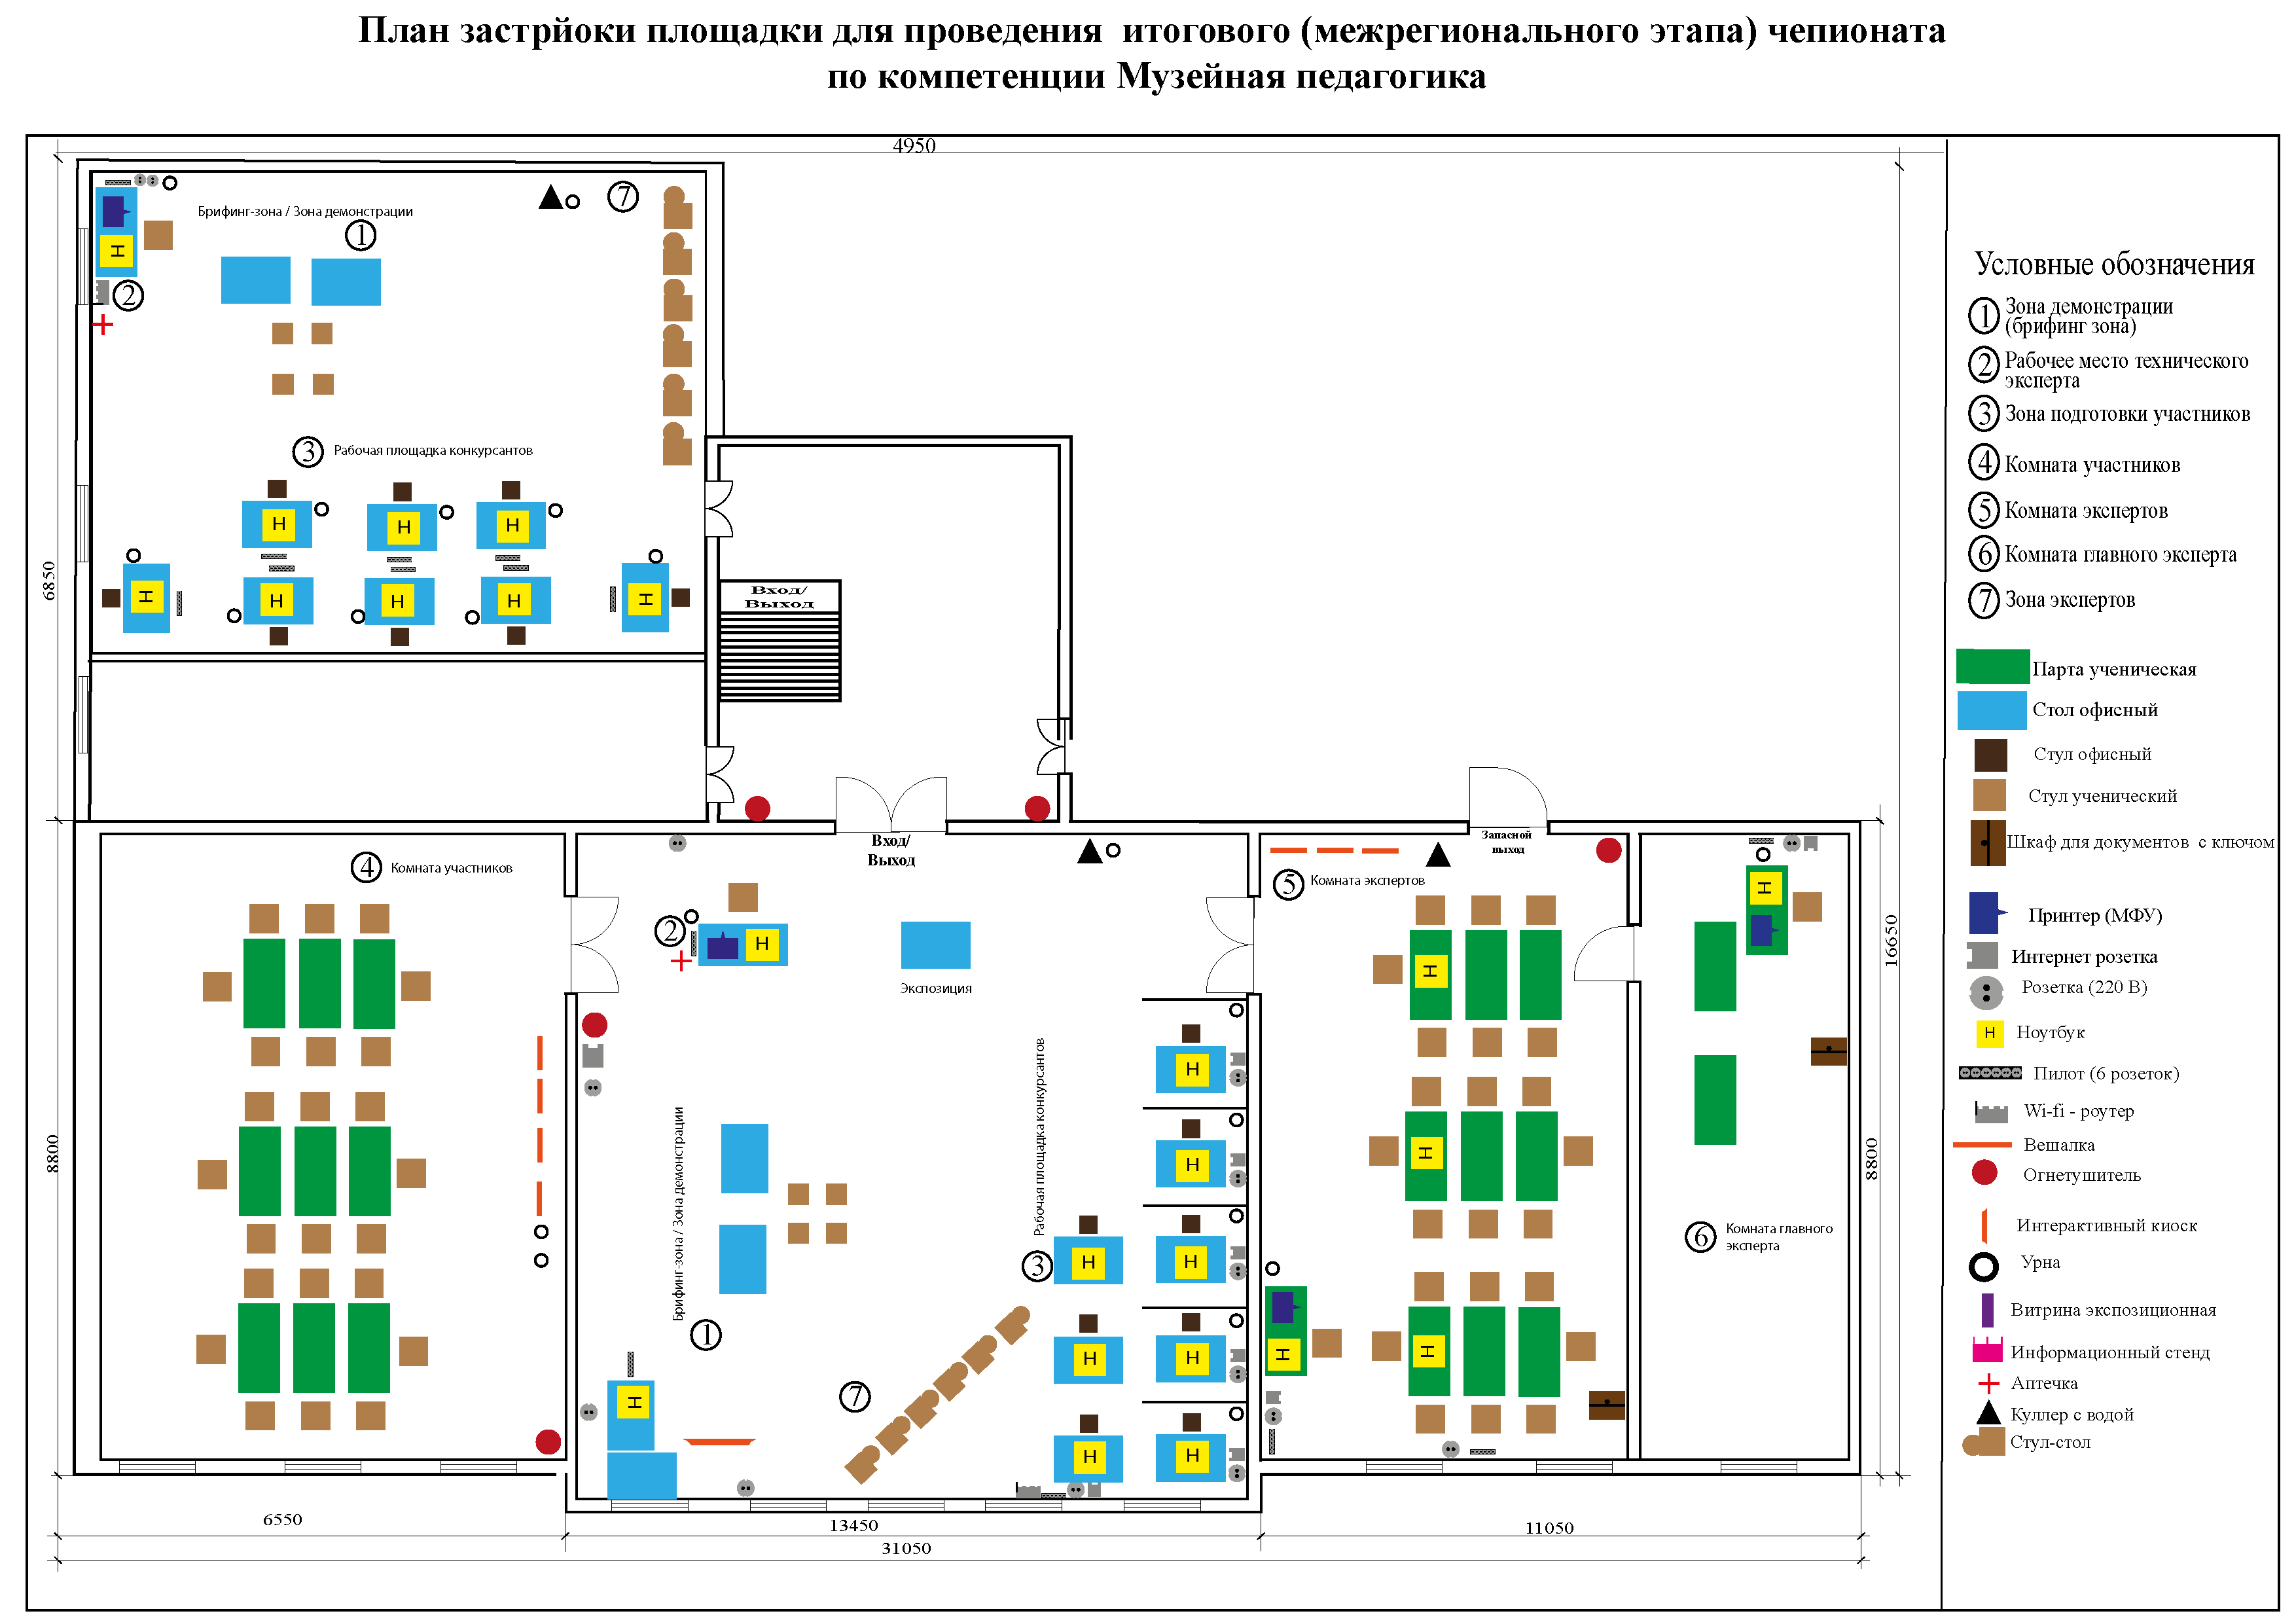 План застрйоки площадки для проведения  итогового (межрегионального этапа) чепионата
по компетенции Музейная педагогика
4950
Брифинг-зона / Зона демонстрации
1
7
Н
2
3 Рабочая площадка конкурсантов
Н Н Н
Н Н Н Н Н
6850
Вход/
Выход
Вход/
Выход
Запасной
выход
4 Комната участников
2
Н
Экспозиция
5 Комната экспертов
Н
16650
Н
Рабочая площадка конкурсантов
Н
Брифинг-зона / Зона демонстрации
Н
Н
8800
8800
6 Комната главного
эксперта
3
Н Н
1
Н Н
Н Н
7
Н
Н Н
6550
13450
11050
31050
Условные обозначения
1 Зона демонстрации
(брифинг зона)
2 Рабочее место технического
эксперта
3 Зона подготовки участников
4 Комната участников
5 Комната экспертов
6 Комната главного эксперта
7 Зона экспертов
Парта ученическая
Стол офисный
Стул офисный
Стул ученический
Шкаф для документов  с ключом
Принтер (МФУ)
Интернет розетка
Розетка (220 В)
Н Ноутбук
Пилот (6 розеток)
Wi-fi - роутер
Вешалка
Огнетушитель
Интерактивный киоск
Урна
Витрина экспозиционная
Информационный стенд
Аптечка
Куллер с водой
Стул-стол